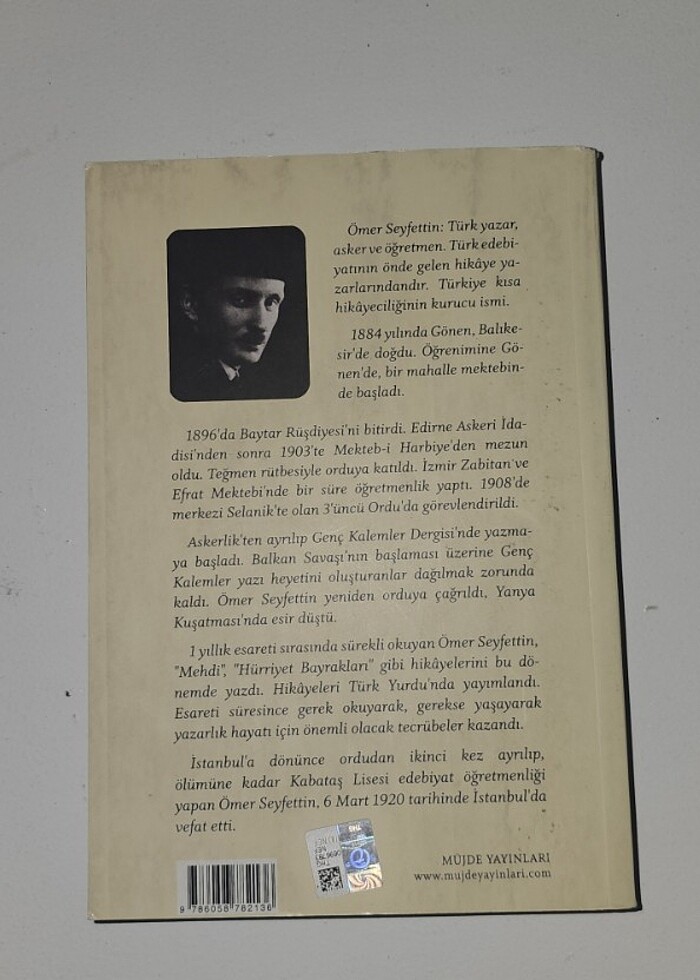 Ömer Seyfettin: Türk yazar,
asker ve öğretmen. Türk edebi-
yatının önde gelen hikâye ya-
zarlarındandır. Türkiye kısa
hikâyeciliğinin kurucu ismi.
1884 yılında Gönen, Balıke-
sir'de doğdu. Öğrenimine Gö-
nen'de, bir mahalle mektebin-
de başladı.
1896'da Baytar Rüşdiyesi'ni bitirdi. Edirne Askeri İda-
disi'nden sonra 1903'te Mekteb-i Harbiye'den mezun
oldu. Teğmen rütbesiyle orduya katıldı. İzmir Zabitan ve
Efrat Mektebi'nde bir süre öğretmenlik yaptı. 1908'de
merkezi Selanik'te olan 3'üncü Ordu'da görevlendirildi.
Askerlik'ten ayrılıp Genç Kalemler Dergisi'nde yazma-
ya başladı. Balkan Savaşı'nın başlaması üzerine Genç
Kalemler yazı heyetini oluşturanlar dağılmak zorunda
kaldı. Ömer Seyfettin yeniden orduya çağrıldı, Yanya
Kuşatması'nda esir düştü.
1 yıllık esareti sırasında sürekli okuyan Ömer Seyfettin,
"Mehdi", "Hürriyet Bayrakları" gibi hikâyelerini bu dö-
nemde yazdı. Hikâyeleri Türk Yurdu'nda yayımlandı.
Esareti süresince gerek okuyarak, gerekse yaşayarak
yazarlık hayatı için önemli olacak tecrübeler kazandı.
İstanbul'a dönünce ordudan ikinci kez ayrılıp,
ölümüne kadar Kabataş Lisesi edebiyat öğretmenliği
yapan Ömer Seyfettin, 6 Mart 1920 tarihinde İstanbul'da
vefat etti.
MÜJDE YAYINLARI
www.mujdeyayinlari.com
9 786058 782136